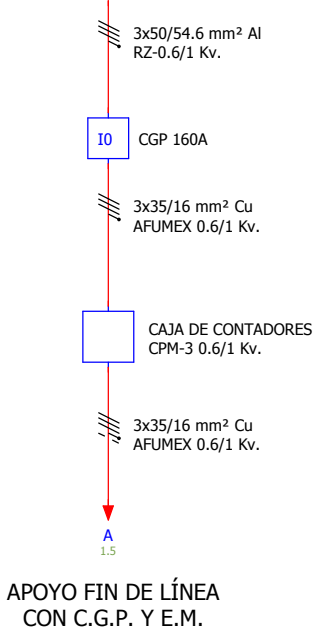 3x50/54.6 mm² Al
RZ-0.6/1 Kv.
I0
CGP 160A
3x35/16 mm² Cu
AFUMEX 0.6/1 Kv.
CAJA DE CONTADORES
CPM-3 0.6/1 Kv.
3x35/16 mm² Cu
AFUMEX 0.6/1 Kv.
A
1.5
APOYO FIN DE LÍNEA
CON C.G.P. Y E.M.